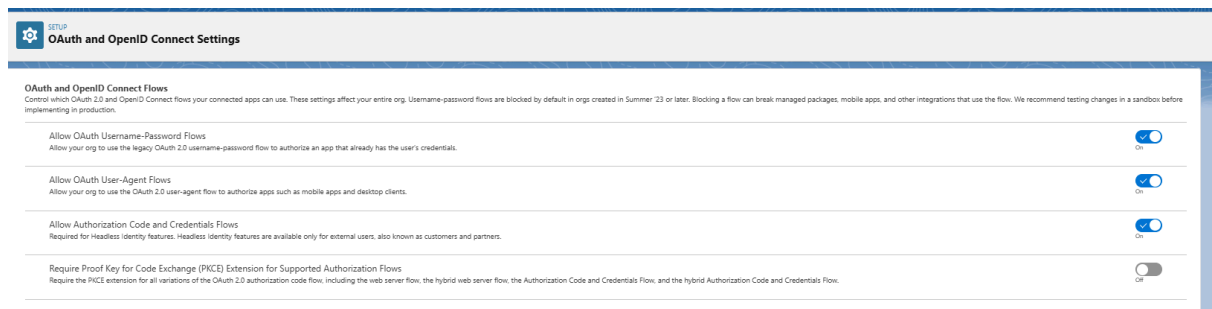 SETUP
OAuth and OpenID Connect Settings
OAuth and OpenID Connect Flows
Control which OAuth 2.0 and OpenID Connect flows your connected apps can use. These settings affect your entire org. Username-password flows are blocked by default in orgs created in Summer '23 or later. Blocking a flow can break managed packages, mobile apps, and other integrations that use the flow. We recommend testing changes in a sandbox before
implementing in production.
Allow OAuth Username-Password Flows
Allow your org to use the legacy OAuth 2.0 username-password flow to authorize an app that already has the user's credentials.
On
Allow OAuth User-Agent Flows
Allow your org to use the OAuth 2.0 user-agent flow to authorize apps such as mobile apps and desktop clients.
On
Allow Authorization Code and Credentials Flows
Required for Headless Identity features. Headless Identity features are available only for external users, also known as customers and partners.
On
Require Proof Key for Code Exchange (PKCE) Extension for Supported Authorization Flows
Require the PKCE extension for all variations of the OAuth 2.0 authorization code flow, including the web server flow, the hybrid web server flow, the Authorization Code and Credentials Flow, and the hybrid Authorization Code and Credentials Flow.
Off